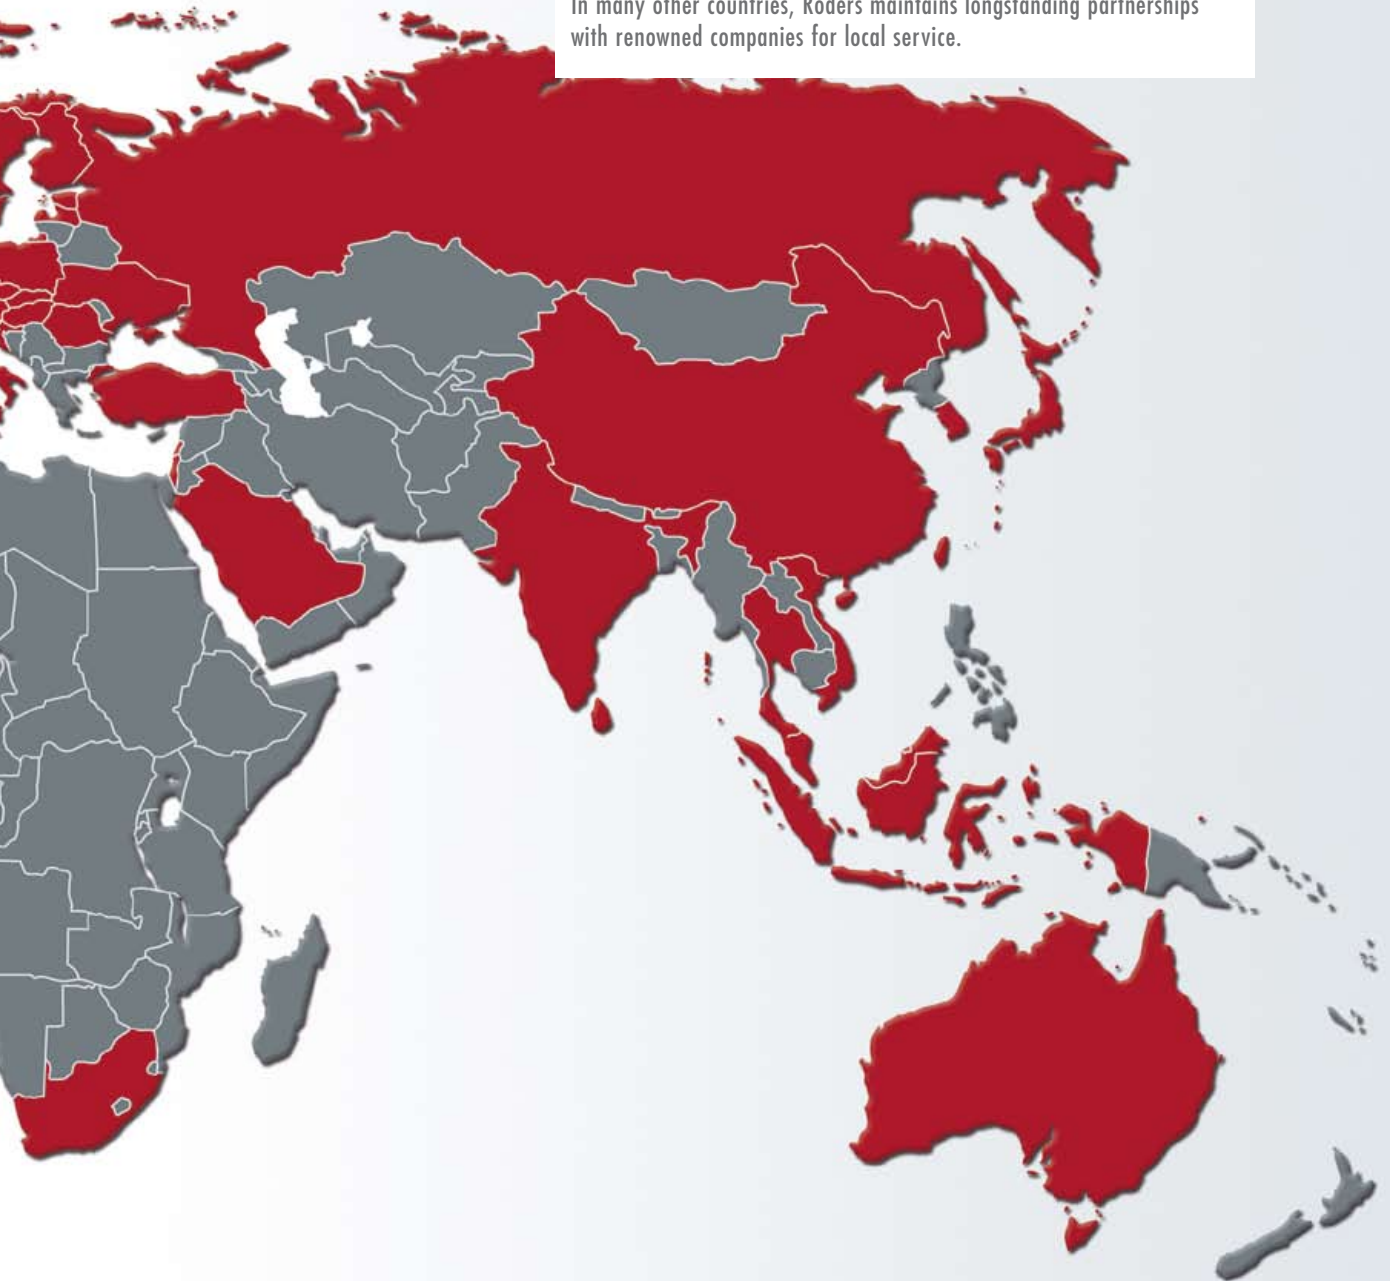 In many other countries, Röders maintains longstanding partnerships
with renowned companies for local service.